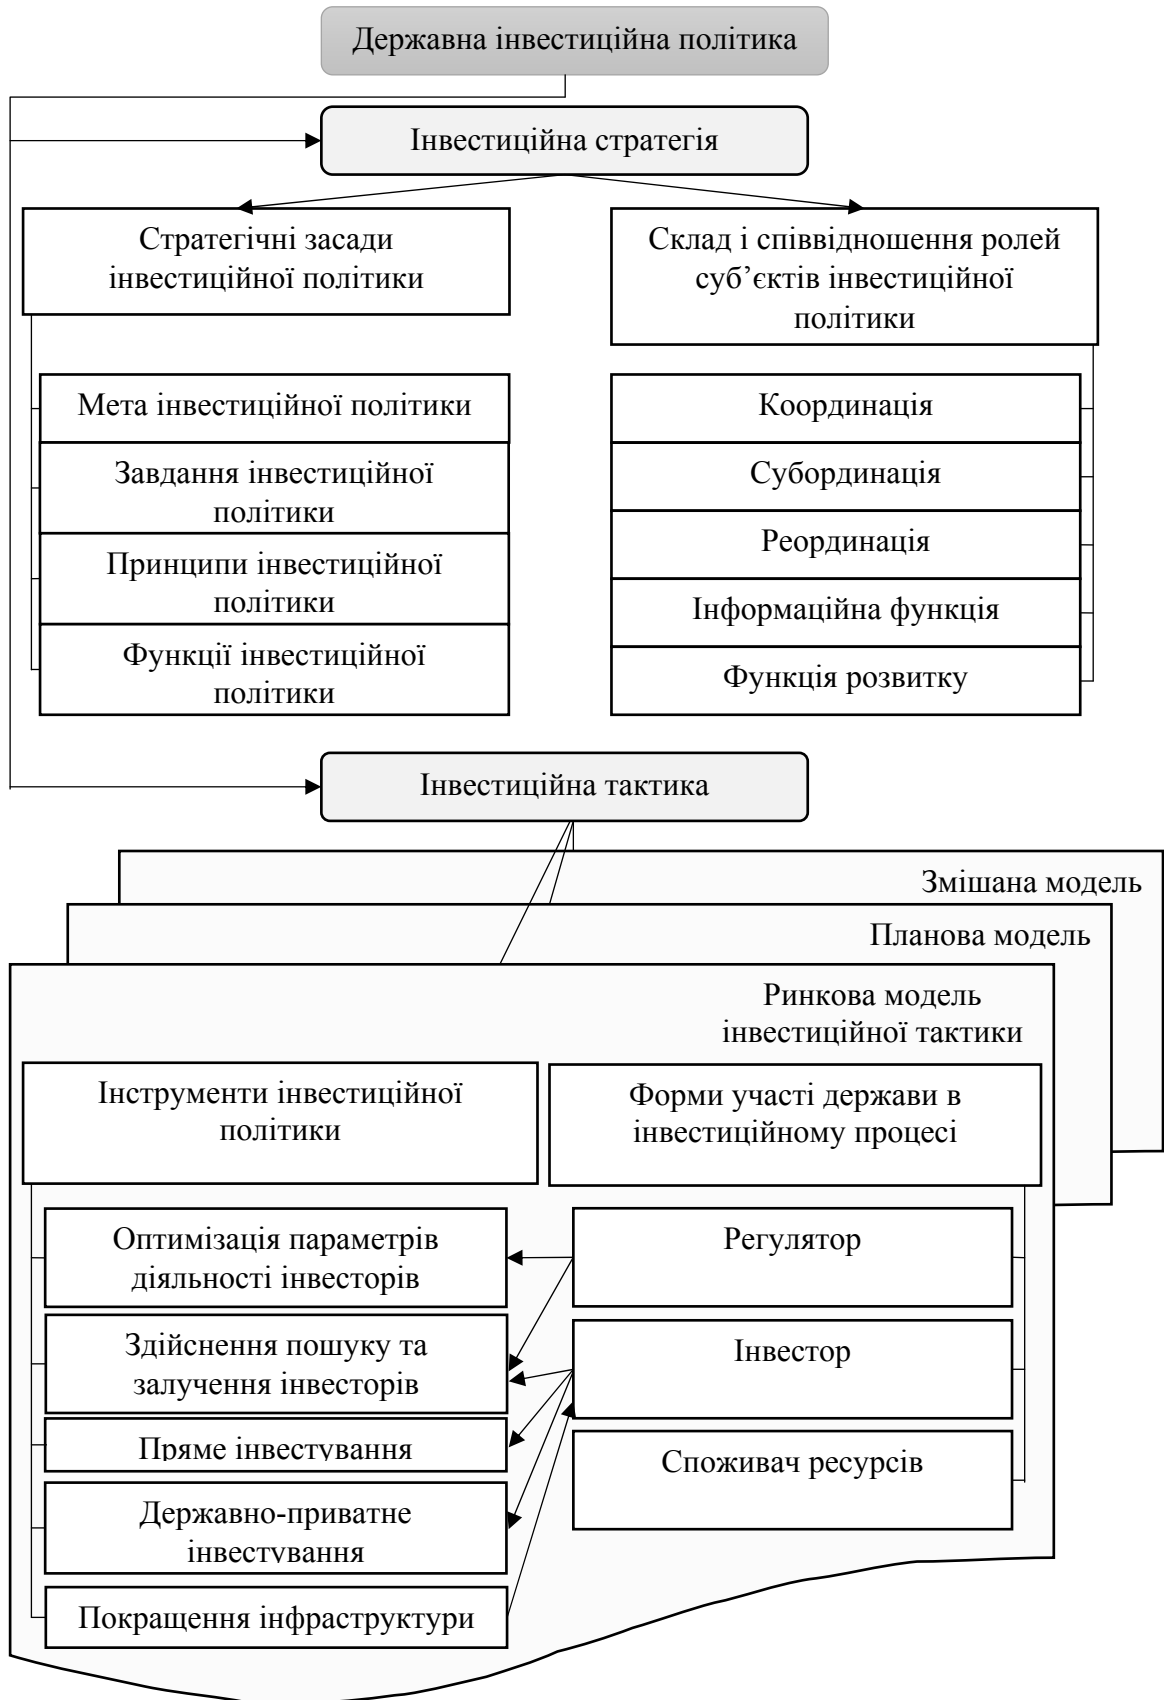 Державна інвестиційна політика
Інвестиційна стратегія
Стратегічні засади
інвестиційної політики
Склад і співвідношення ролей
суб’єктів інвестиційної
політики
Мета інвестиційної політики
Завдання інвестиційної
політики
Принципи інвестиційної
політики
Функції інвестиційної
політики
Координація
Субординація
Реординація
Інформаційна функція
Функція розвитку
Інвестиційна тактика
Змішана модель
Планова модель
Ринкова модель
інвестиційної тактики
Інструменти інвестиційної
політики
Форми участі держави в
інвестиційному процесі
Оптимізація параметрів
діяльності інвесторів
Здійснення пошуку та
залучення інвесторів
Пряме інвестування
Державно-приватне
інвестування
Покращення інфраструктури
Регулятор
Інвестор
Споживач ресурсів